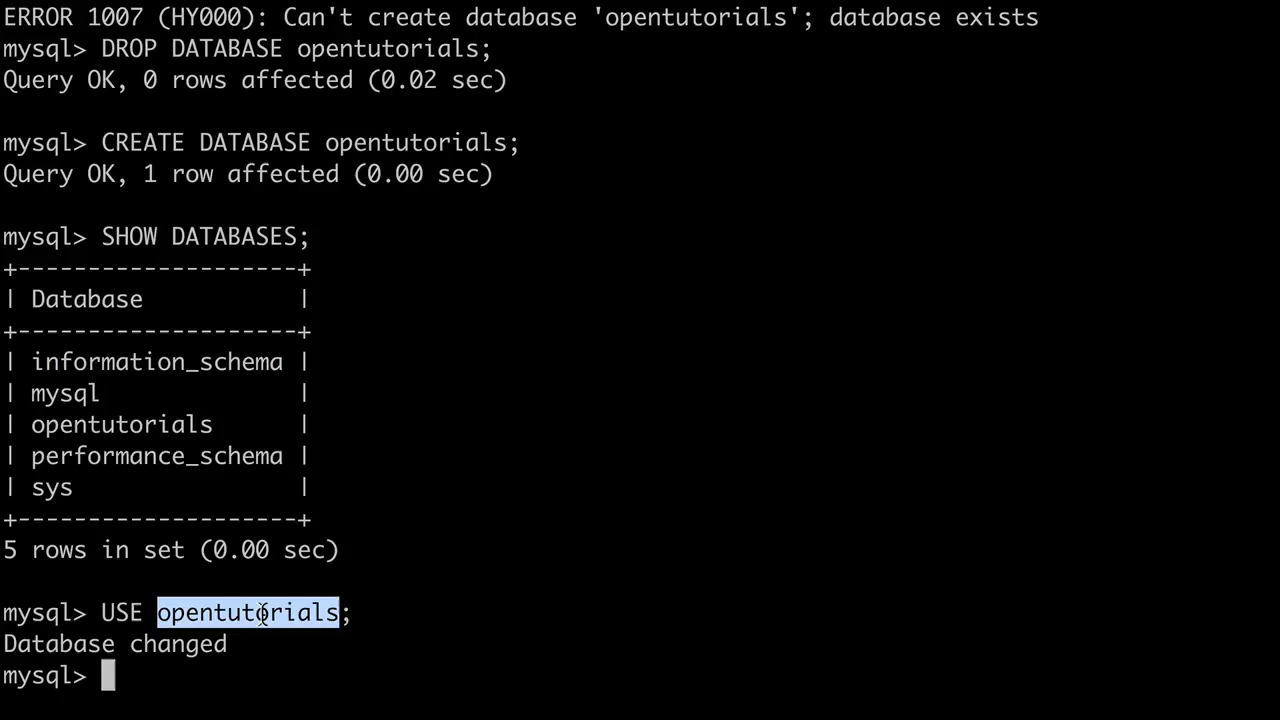 ERROR 1007 (HY000): Can't create database 'opentutorials'; database exists
mysql> DROP DATABASE opentutorials;
Query OK, 0 rows affected (0.02 sec)
mysql> CREATE DATABASE opentutorials;
Query OK, 1 row affected (0.00 sec)
mysql> SHOW DATABASES;
+--------------------+
| Database           |
+--------------------+
| information_schema |
| mysql              |
| opentutorials      |
| performance_schema |
| sys                |
+--------------------+
5 rows in set (0.00 sec)
mysql> USE opentutorials;
Database changed
mysql>